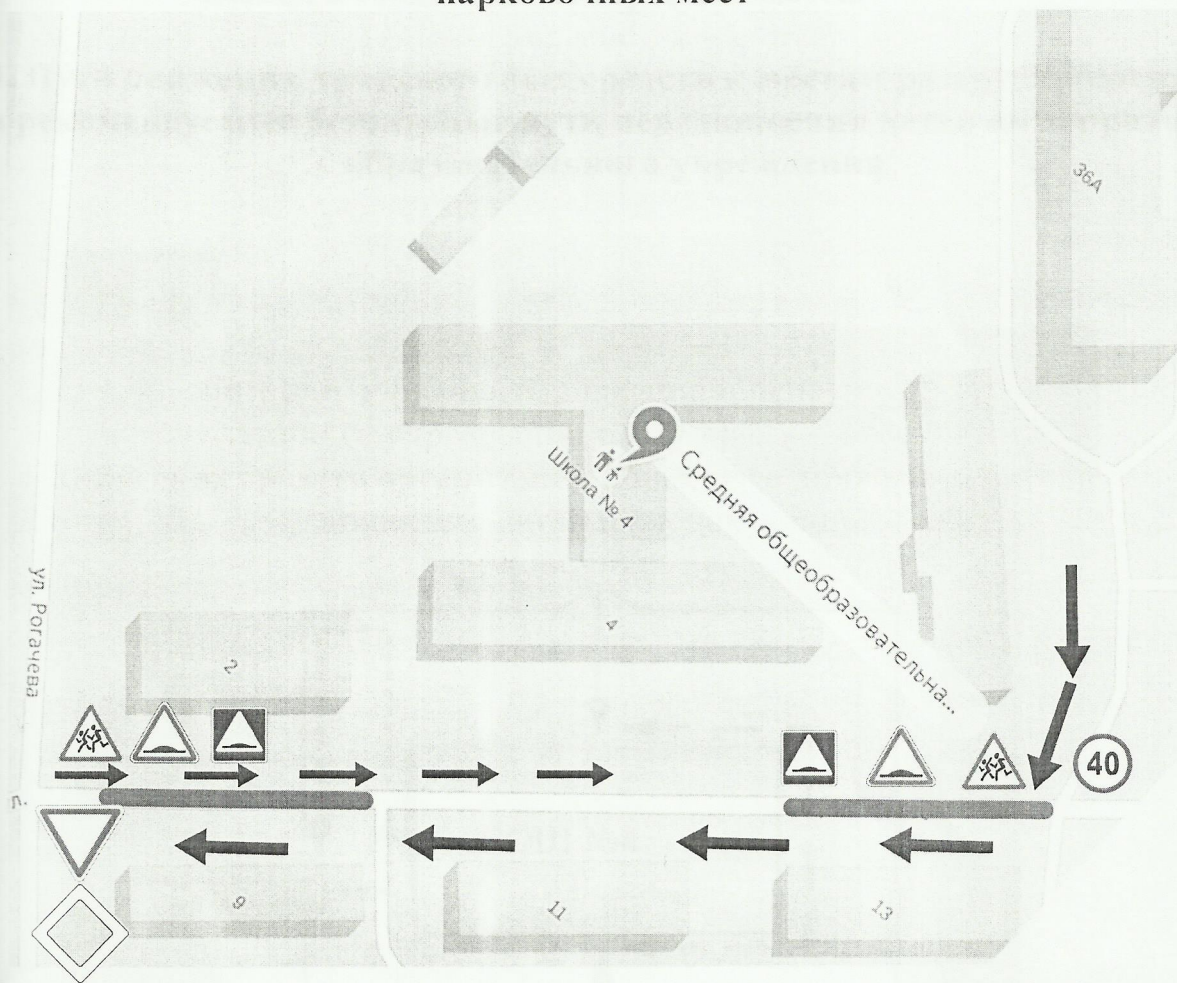 парковочных мест
36А
Школа № 4
Средняя общеобразовательна...
ул. Рогачева
4
2
40
п.
9
11
13